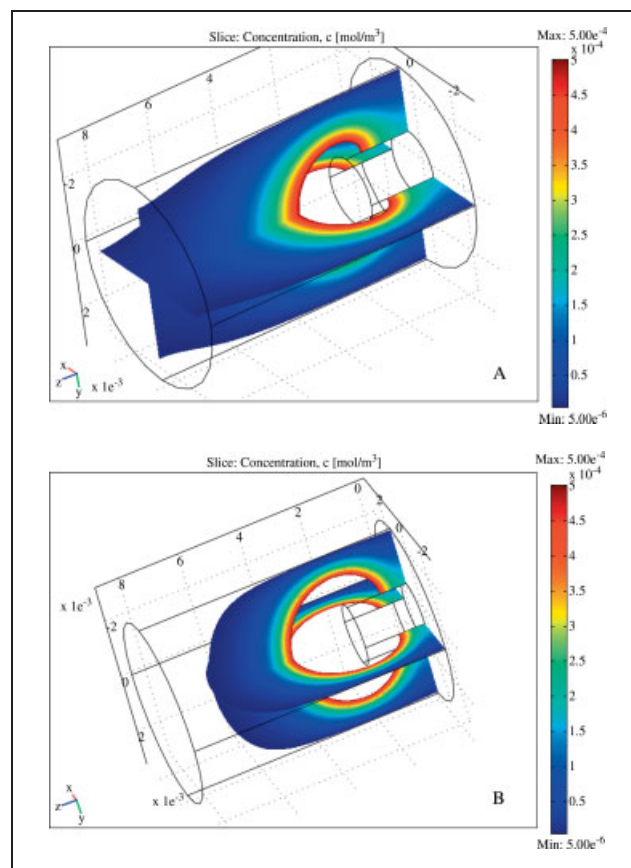 Slice: Concentration, c [mol/m³]
Max: 5.00e⁻⁴
x 10⁻⁴
8
6
4
0
-2
-2
0
2
x 1e⁻³
x
z
y
A
5
4.5
4
3.5
3
2.5
2
1.5
1
0.5
Min: 5.00e⁻⁶
Slice: Concentration, c [mol/m³]
Max: 5.00e⁻⁴
x 10⁻⁴
8
6
4
2
0
0
-2
x 1e⁻³
-2
0
2
x 1e⁻³
x
z
y
B
5
4.5
4
3.5
3
2.5
2
1.5
1
0.5
Min: 5.00e⁻⁶